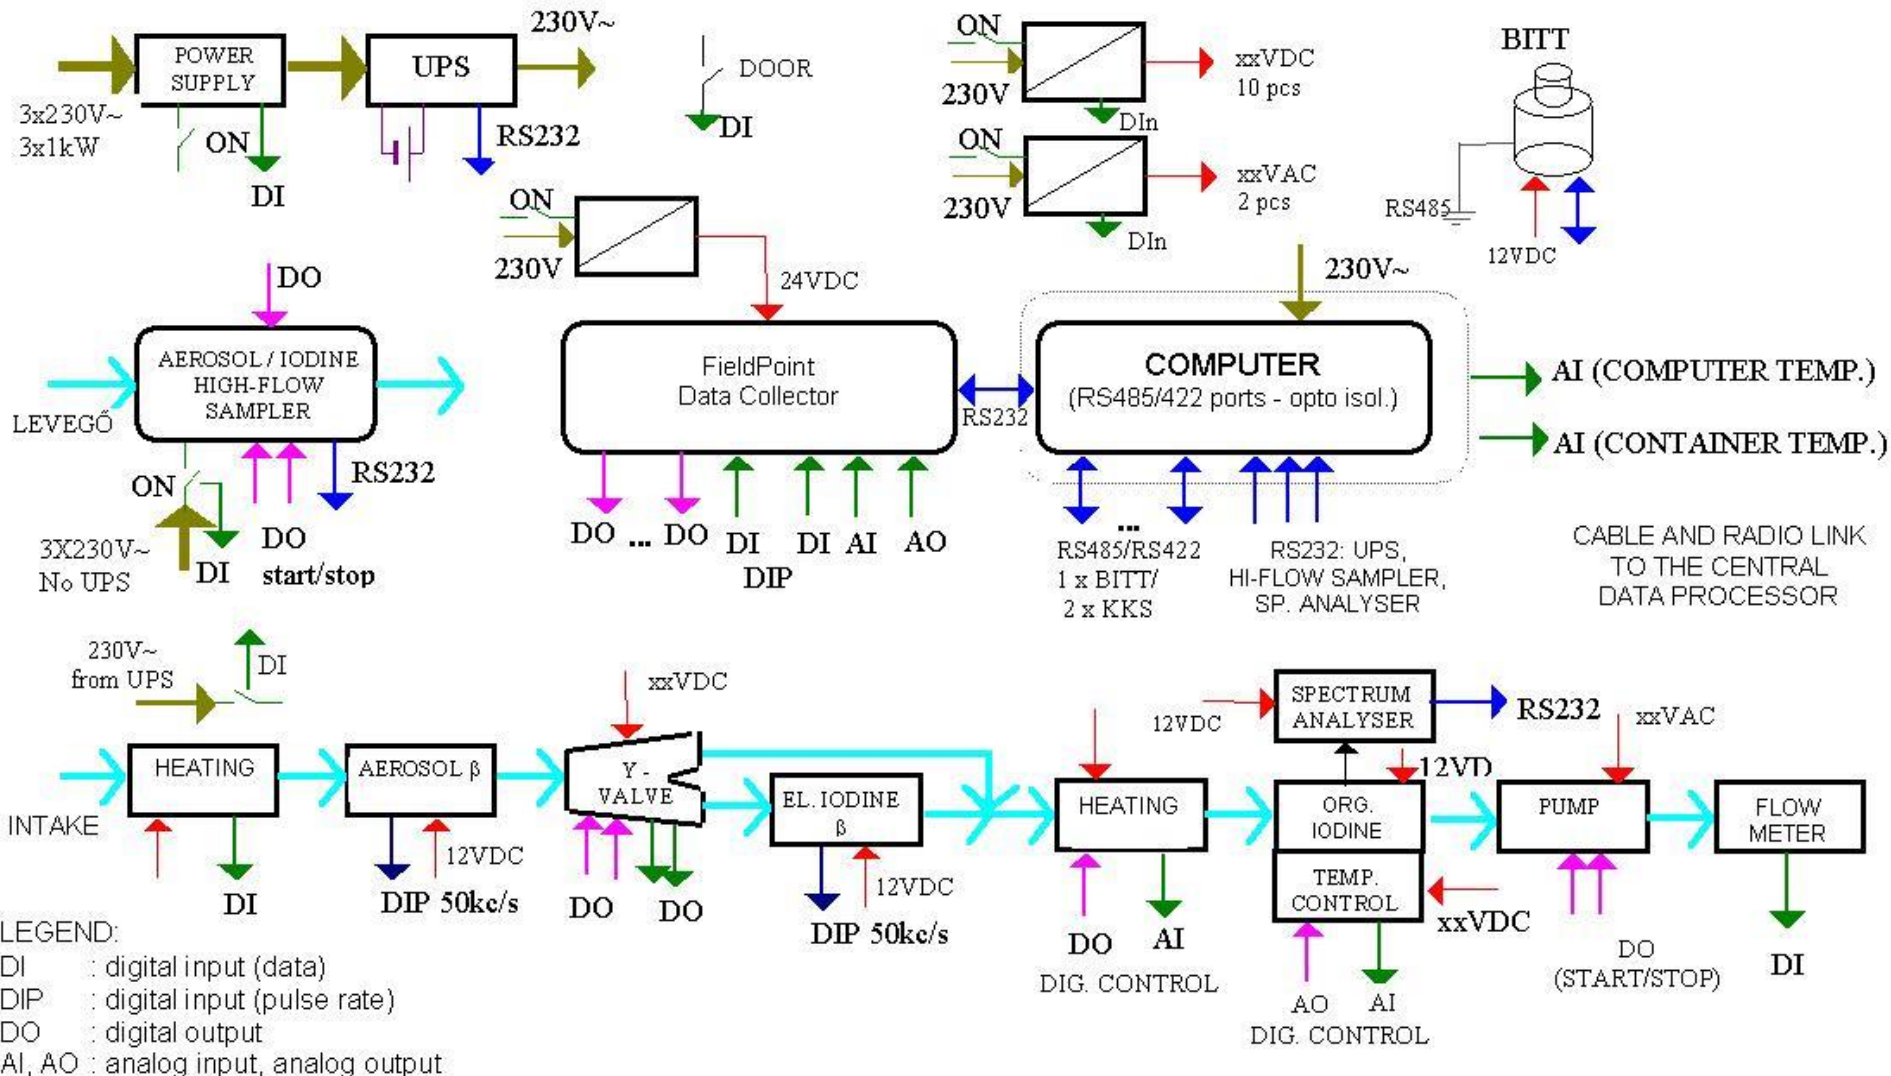 POWER
SUPPLY
3x230V~
3x1kW
ON
DI
UPS
230V~
RS232
DOOR
DI
ON
230V
xxVDC
10 pcs
DIn
ON
230V
xxVAC
2 pcs
DIn
BITT
RS485
12VDC
ON
230V
24VDC
230V~
DO
AEROSOL / IODINE
HIGH-FLOW
SAMPLER
LEVEGŐ
ON
RS232
3X230V~
No UPS
DI
DO
start/stop
FieldPoint
Data Collector
RS232
COMPUTER
(RS485/422 ports - opto isol.)
AI (COMPUTER TEMP.)
AI (CONTAINER TEMP.)
DO ... DO DI DI AI AO
DIP
...
RS485/RS422
1 x BITT/
2 x KKS
RS232: UPS,
HI-FLOW SAMPLER,
SP. ANALYSER
CABLE AND RADIO LINK
TO THE CENTRAL
DATA PROCESSOR
230V~
from UPS
DI
xxVDC
12VDC
SPECTRUM
ANALYSER
RS232
xxVAC
INTAKE
HEATING
DI
AEROSOL β
12VDC
DIP 50kc/s
Y -
VALVE
DO DO
EL. IODINE
β
12VDC
DIP 50kc/s
HEATING
DO AI
DIG. CONTROL
12VD
ORG.
IODINE
TEMP.
CONTROL
xxVDC
AO AI
DIG. CONTROL
PUMP
DO
(START/STOP)
FLOW
METER
DI
LEGEND:
DI : digital input (data)
DIP : digital input (pulse rate)
DO : digital output
AI, AO : analog input, analog output